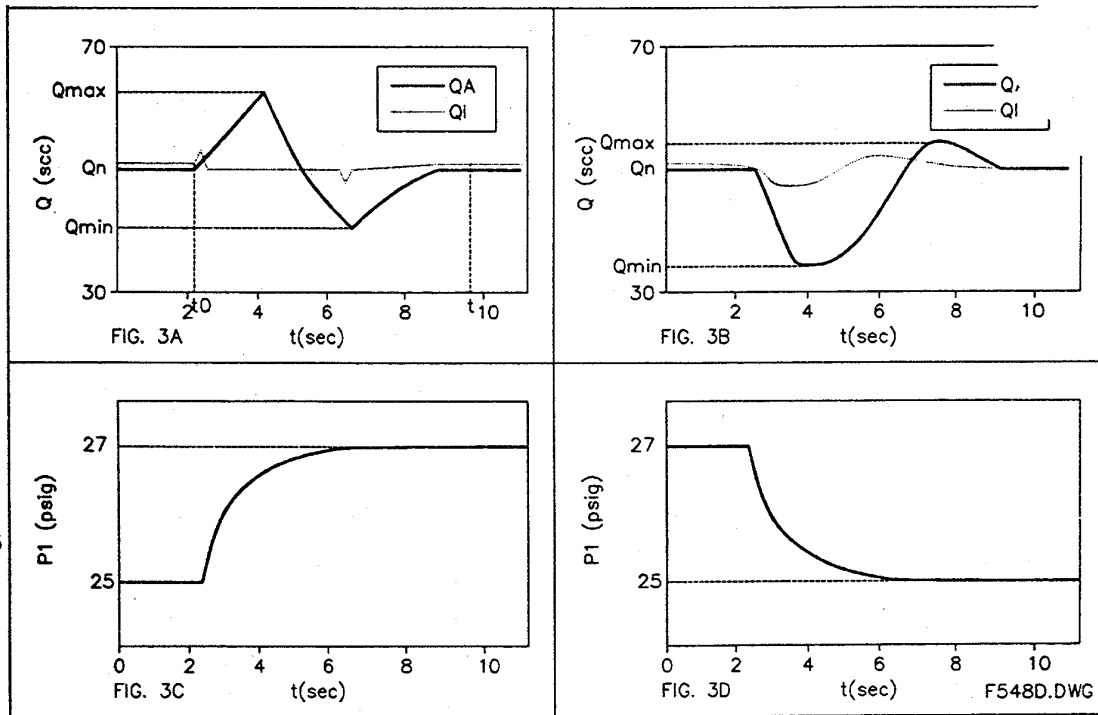 70
Qmax
Qn
Qmin
30
Q (scc)
QA
QI
2
t0
4
6
8
t
10
FIG. 3A
t(sec)
70
Qmax
Qn
Qmin
30
Q (scc)
Q,
QI
2
4
6
8
10
FIG. 3B
t(sec)
27
25
P1 (psig)
0
2
4
6
8
10
FIG. 3C
t(sec)
27
25
P1 (psig)
0
2
4
6
8
10
FIG. 3D
t(sec)
F548D.DWG